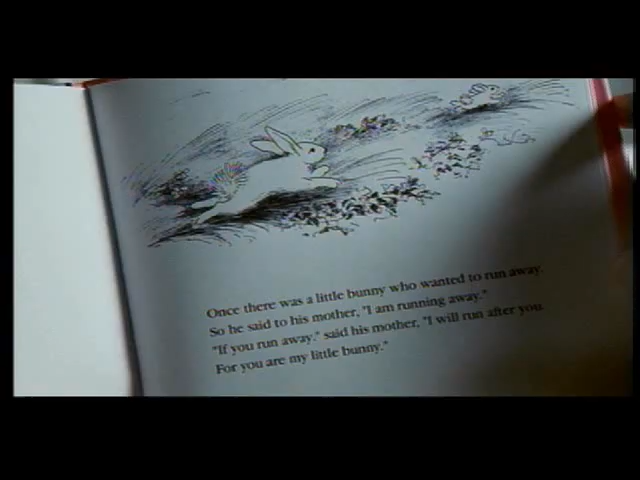 Once there was a little bunny who wanted to run away.
So he said to his mother, "I am running away."
"If you run away," said his mother, "I will run after you.
For you are my little bunny."